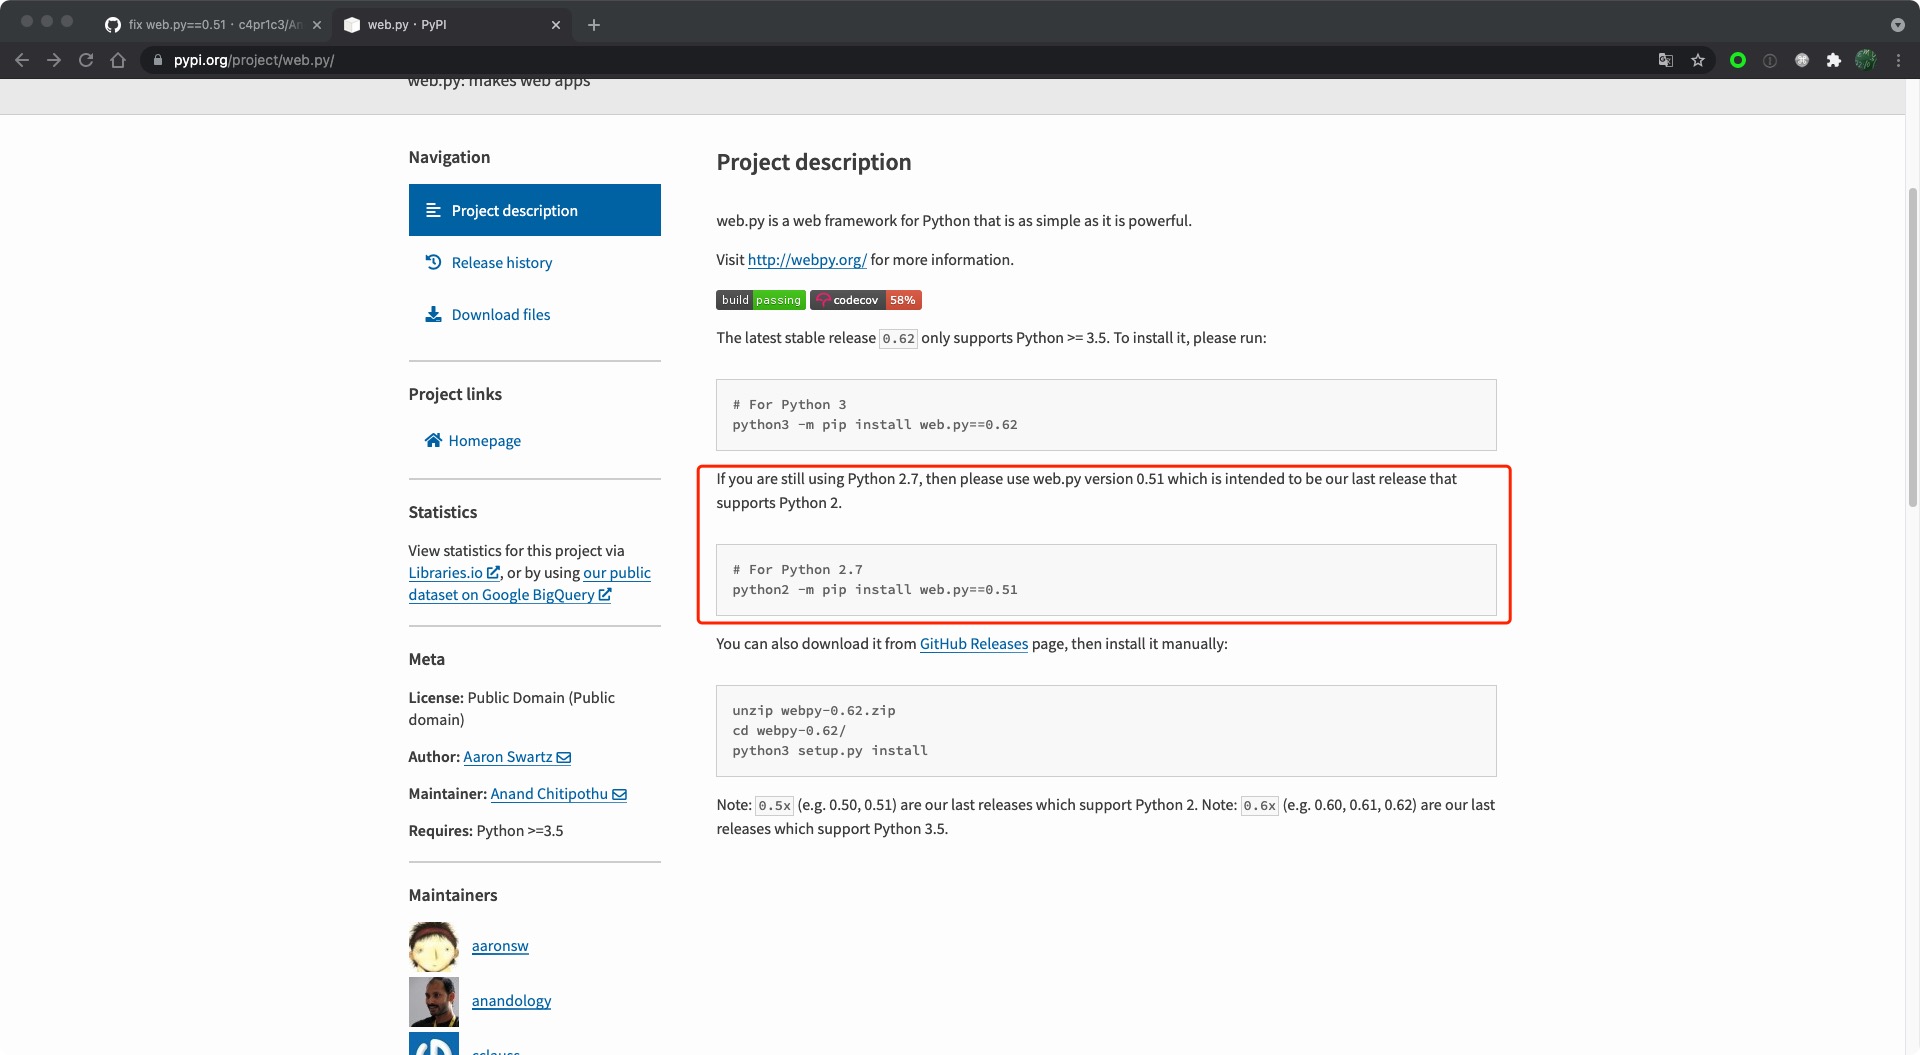 fix web.py==0.51 · c4pr1c3/An
web.py · PyPI
pypi.org/project/web.py/
web.py: makes web apps
Navigation
Project description
Release history
Download files
Project links
Homepage
Statistics
View statistics for this project via
Libraries.io, or by using our public
dataset on Google BigQuery
Meta
License: Public Domain (Public
domain)
Author: Aaron Swartz
Maintainer: Anand Chitipothu
Requires: Python >=3.5
Maintainers
aaronsw
anandology
cclauss
Project description
web.py is a web framework for Python that is as simple as it is powerful.
Visit http://webpy.org/ for more information.
build passing codecov 58%
The latest stable release 0.62 only supports Python >= 3.5. To install it, please run:
# For Python 3
python3 -m pip install web.py==0.62
If you are still using Python 2.7, then please use web.py version 0.51 which is intended to be our last release that
supports Python 2.
# For Python 2.7
python2 -m pip install web.py==0.51
You can also download it from GitHub Releases page, then install it manually:
unzip webpy-0.62.zip
cd webpy-0.62/
python3 setup.py install
Note: 0.5x (e.g. 0.50, 0.51) are our last releases which support Python 2. Note: 0.6x (e.g. 0.60, 0.61, 0.62) are our last
releases which support Python 3.5.